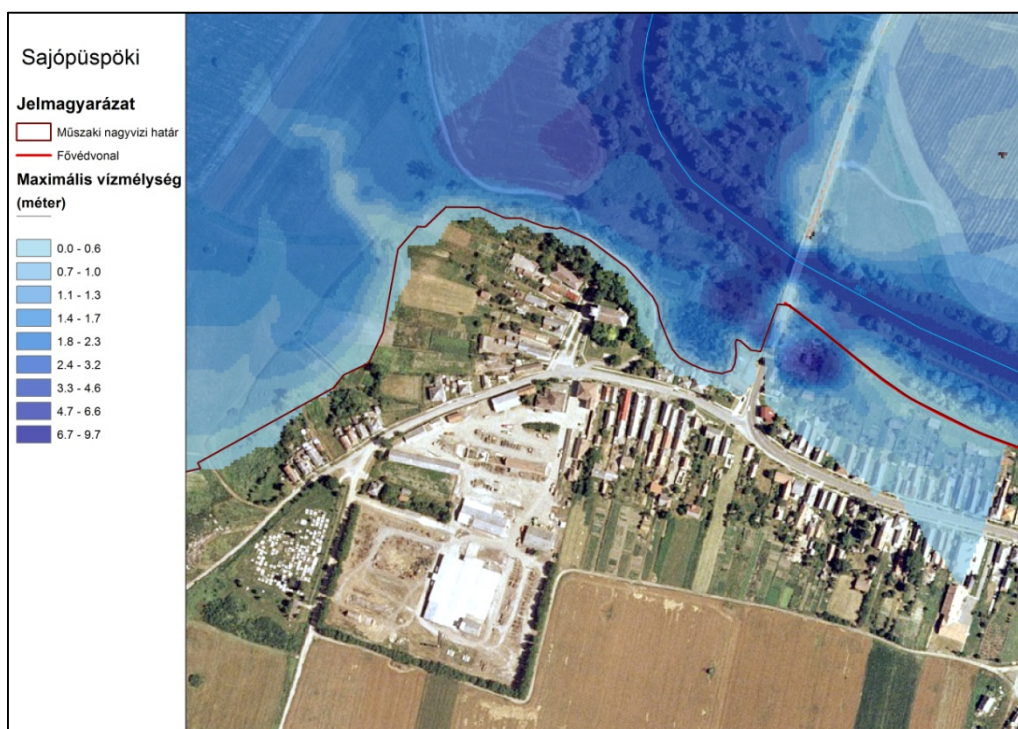 Sajópüspöki
Jelmagyarázat
Műszaki nagyvizi határ
Fővédvonal
Maximális vízmélység
(méter)
0.0 - 0.6
0.7 - 1.0
1.1 - 1.3
1.4 - 1.7
1.8 - 2.3
2.4 - 3.2
3.3 - 4.6
4.7 - 6.6
6.7 - 9.7